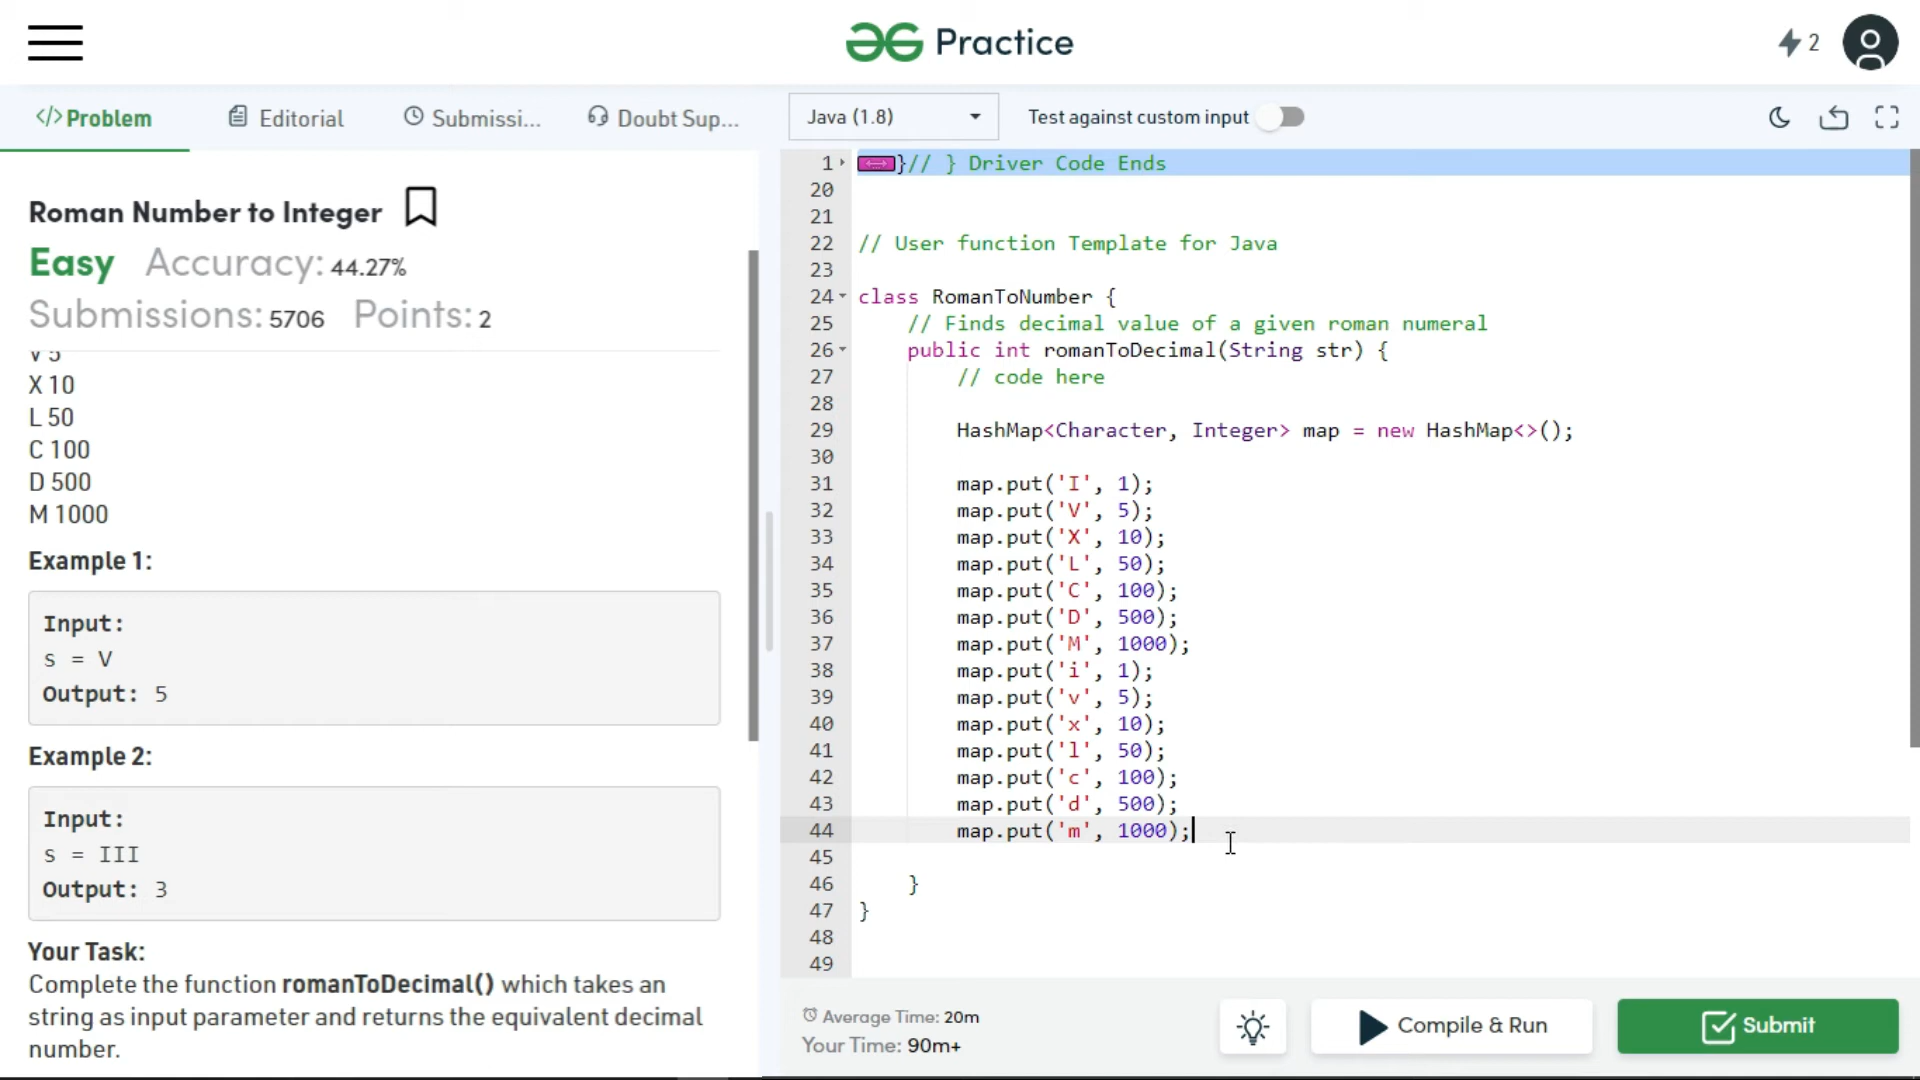 Practice
2
</>Problem
Editorial
Submissi...
Doubt Sup...
Java (1.8)
Test against custom input
Roman Number to Integer
Easy Accuracy: 44.27%
Submissions: 5706 Points: 2
V 5
X 10
L 50
C 100
D 500
M 1000
Example 1:
Input:
s = V
Output: 5
Example 2:
Input:
s = III
Output: 3
Your Task:
Complete the function romanToDecimal() which takes an
string as input parameter and returns the equivalent decimal
number.
1 }// } Driver Code Ends
20
21
22 // User function Template for Java
23
24 class RomanToNumber {
25 // Finds decimal value of a given roman numeral
26 public int romanToDecimal(String str) {
27 // code here
28
29 HashMap<Character, Integer> map = new HashMap<>();
30
31 map.put('I', 1);
32 map.put('V', 5);
33 map.put('X', 10);
34 map.put('L', 50);
35 map.put('C', 100);
36 map.put('D', 500);
37 map.put('M', 1000);
38 map.put('i', 1);
39 map.put('v', 5);
40 map.put('x', 10);
41 map.put('l', 50);
42 map.put('c', 100);
43 map.put('d', 500);
44 map.put('m', 1000);
45
46 }
47 }
48
49
Average Time: 20m
Your Time: 90m+
Compile & Run
Submit